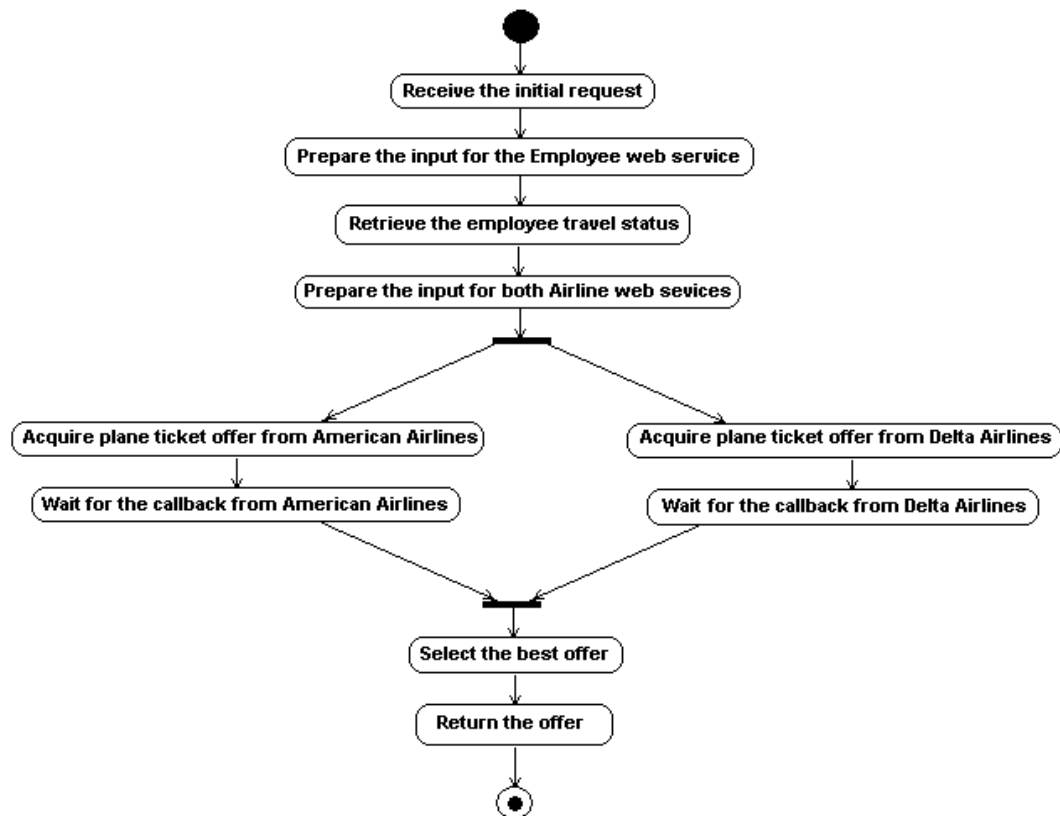 Receive the initial request
Prepare the input for the Employee web service
Retrieve the employee travel status
Prepare the input for both Airline web sevices
Acquire plane ticket offer from American Airlines
Acquire plane ticket offer from Delta Airlines
Wait for the callback from American Airlines
Wait for the callback from Delta Airlines
Select the best offer
Return the offer